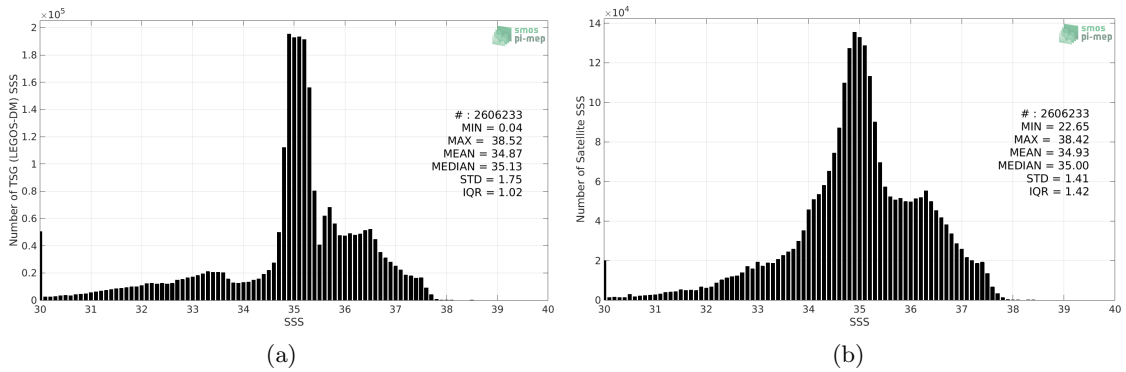 ×10⁵
2
1.8
1.6
1.4
1.2
1
0.8
0.6
0.4
0.2
0
Number of TSG (LEGOS-DM) SSS
smos
pi-mep
# : 2606233
MIN = 0.04
MAX = 38.52
MEAN = 34.87
MEDIAN = 35.13
STD = 1.75
IQR = 1.02
30 31 32 33 34 35 36 37 38 39 40
SSS
(a)
×10⁴
14
12
10
8
6
4
2
0
Number of Satellite SSS
smos
pi-mep
# : 2606233
MIN = 22.65
MAX = 38.42
MEAN = 34.93
MEDIAN = 35.00
STD = 1.41
IQR = 1.42
30 31 32 33 34 35 36 37 38 39 40
SSS
(b)